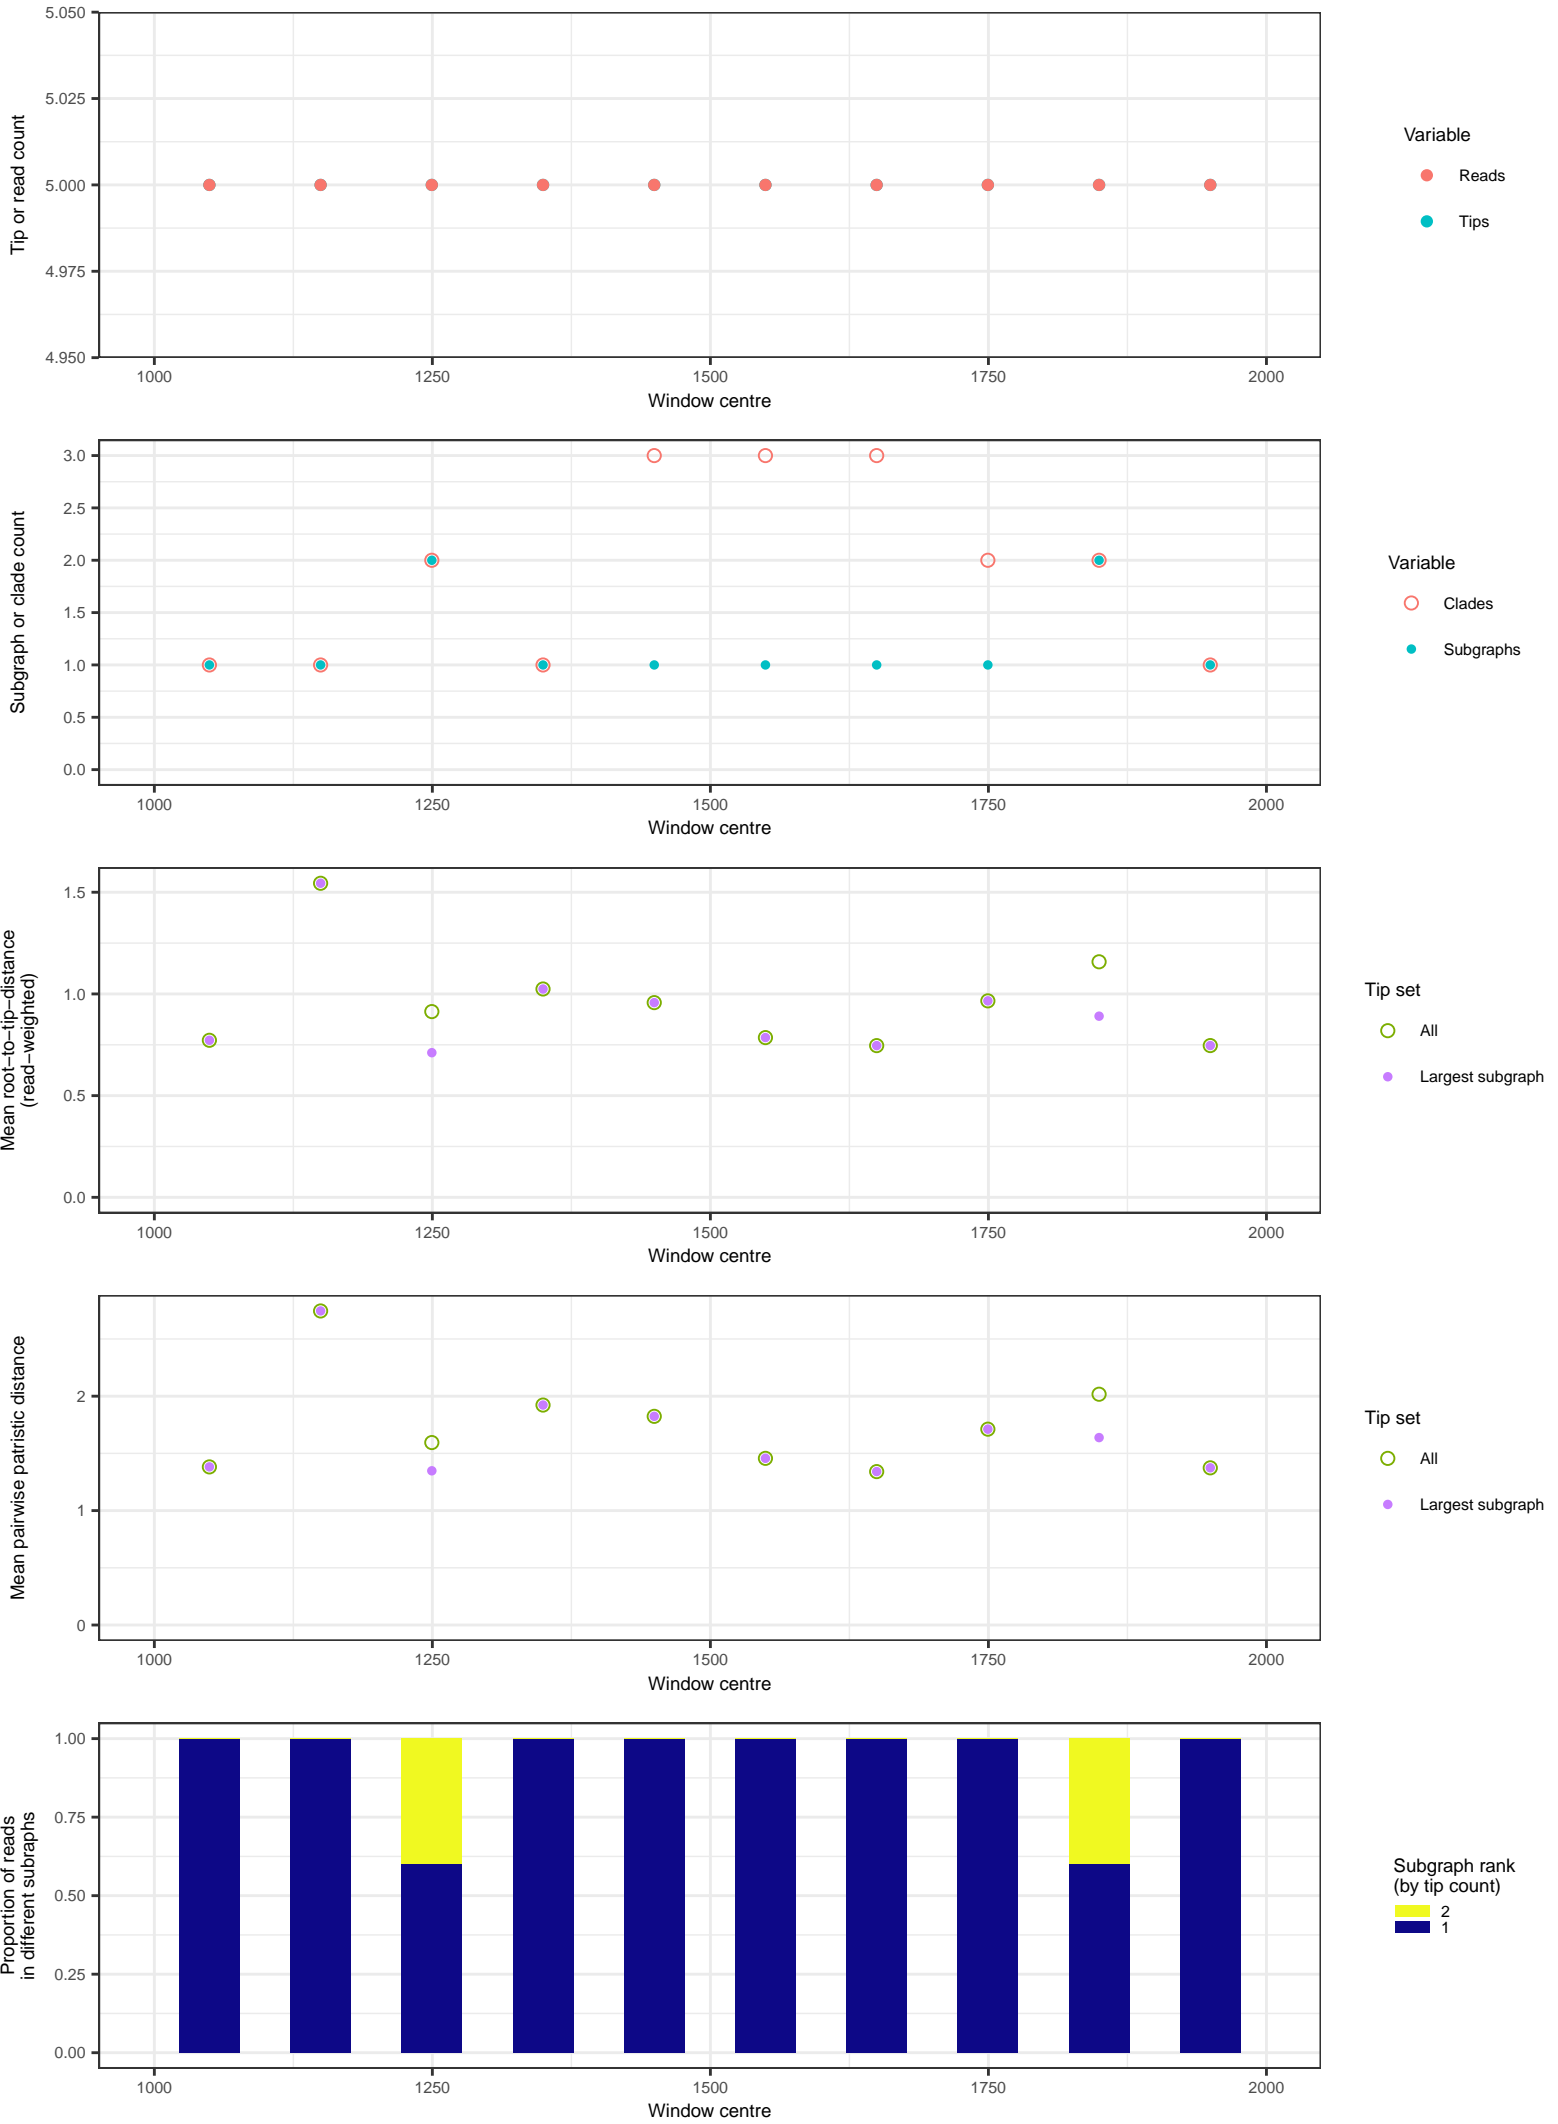 5.050
5.025
5.000
4.975
4.950
Tip or read count
1000 1250 1500 1750 2000
Window centre
Variable
Reads
Tips
3.0
2.5
2.0
1.5
1.0
0.5
0.0
Subgraph or clade count
1000 1250 1500 1750 2000
Window centre
Variable
Clades
Subgraphs
1.5
1.0
0.5
0.0
Mean root−to−tip−distance
(read−weighted)
1000 1250 1500 1750 2000
Window centre
Tip set
All
Largest subgraph
2
1
0
Mean pairwise patristic distance
1000 1250 1500 1750 2000
Window centre
Tip set
All
Largest subgraph
1.00
0.75
0.50
0.25
0.00
Proportion of reads
in different subraphs
1000 1250 1500 1750 2000
Window centre
Subgraph rank
(by tip count)
2
1